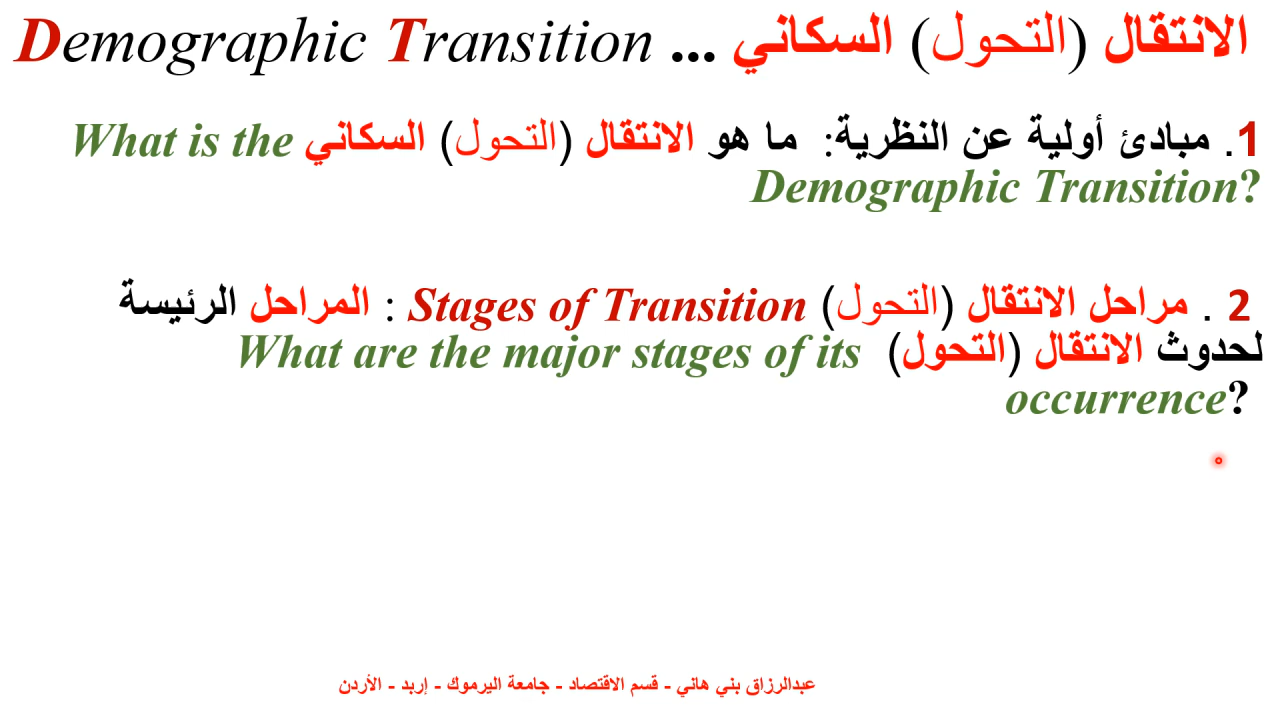 الانتقال (التحول) السكاني ... Demographic Transition
1. مبادئ أولية عن النظرية: ما هو الانتقال (التحول) السكاني What is the
Demographic Transition?
2 . مراحل الانتقال (التحول) Stages of Transition : المراحل الرئيسة
لحدوث الانتقال (التحول) What are the major stages of its
occurrence?
عبدالرزاق بني هاني - قسم الاقتصاد - جامعة اليرموك - إربد - الأردن